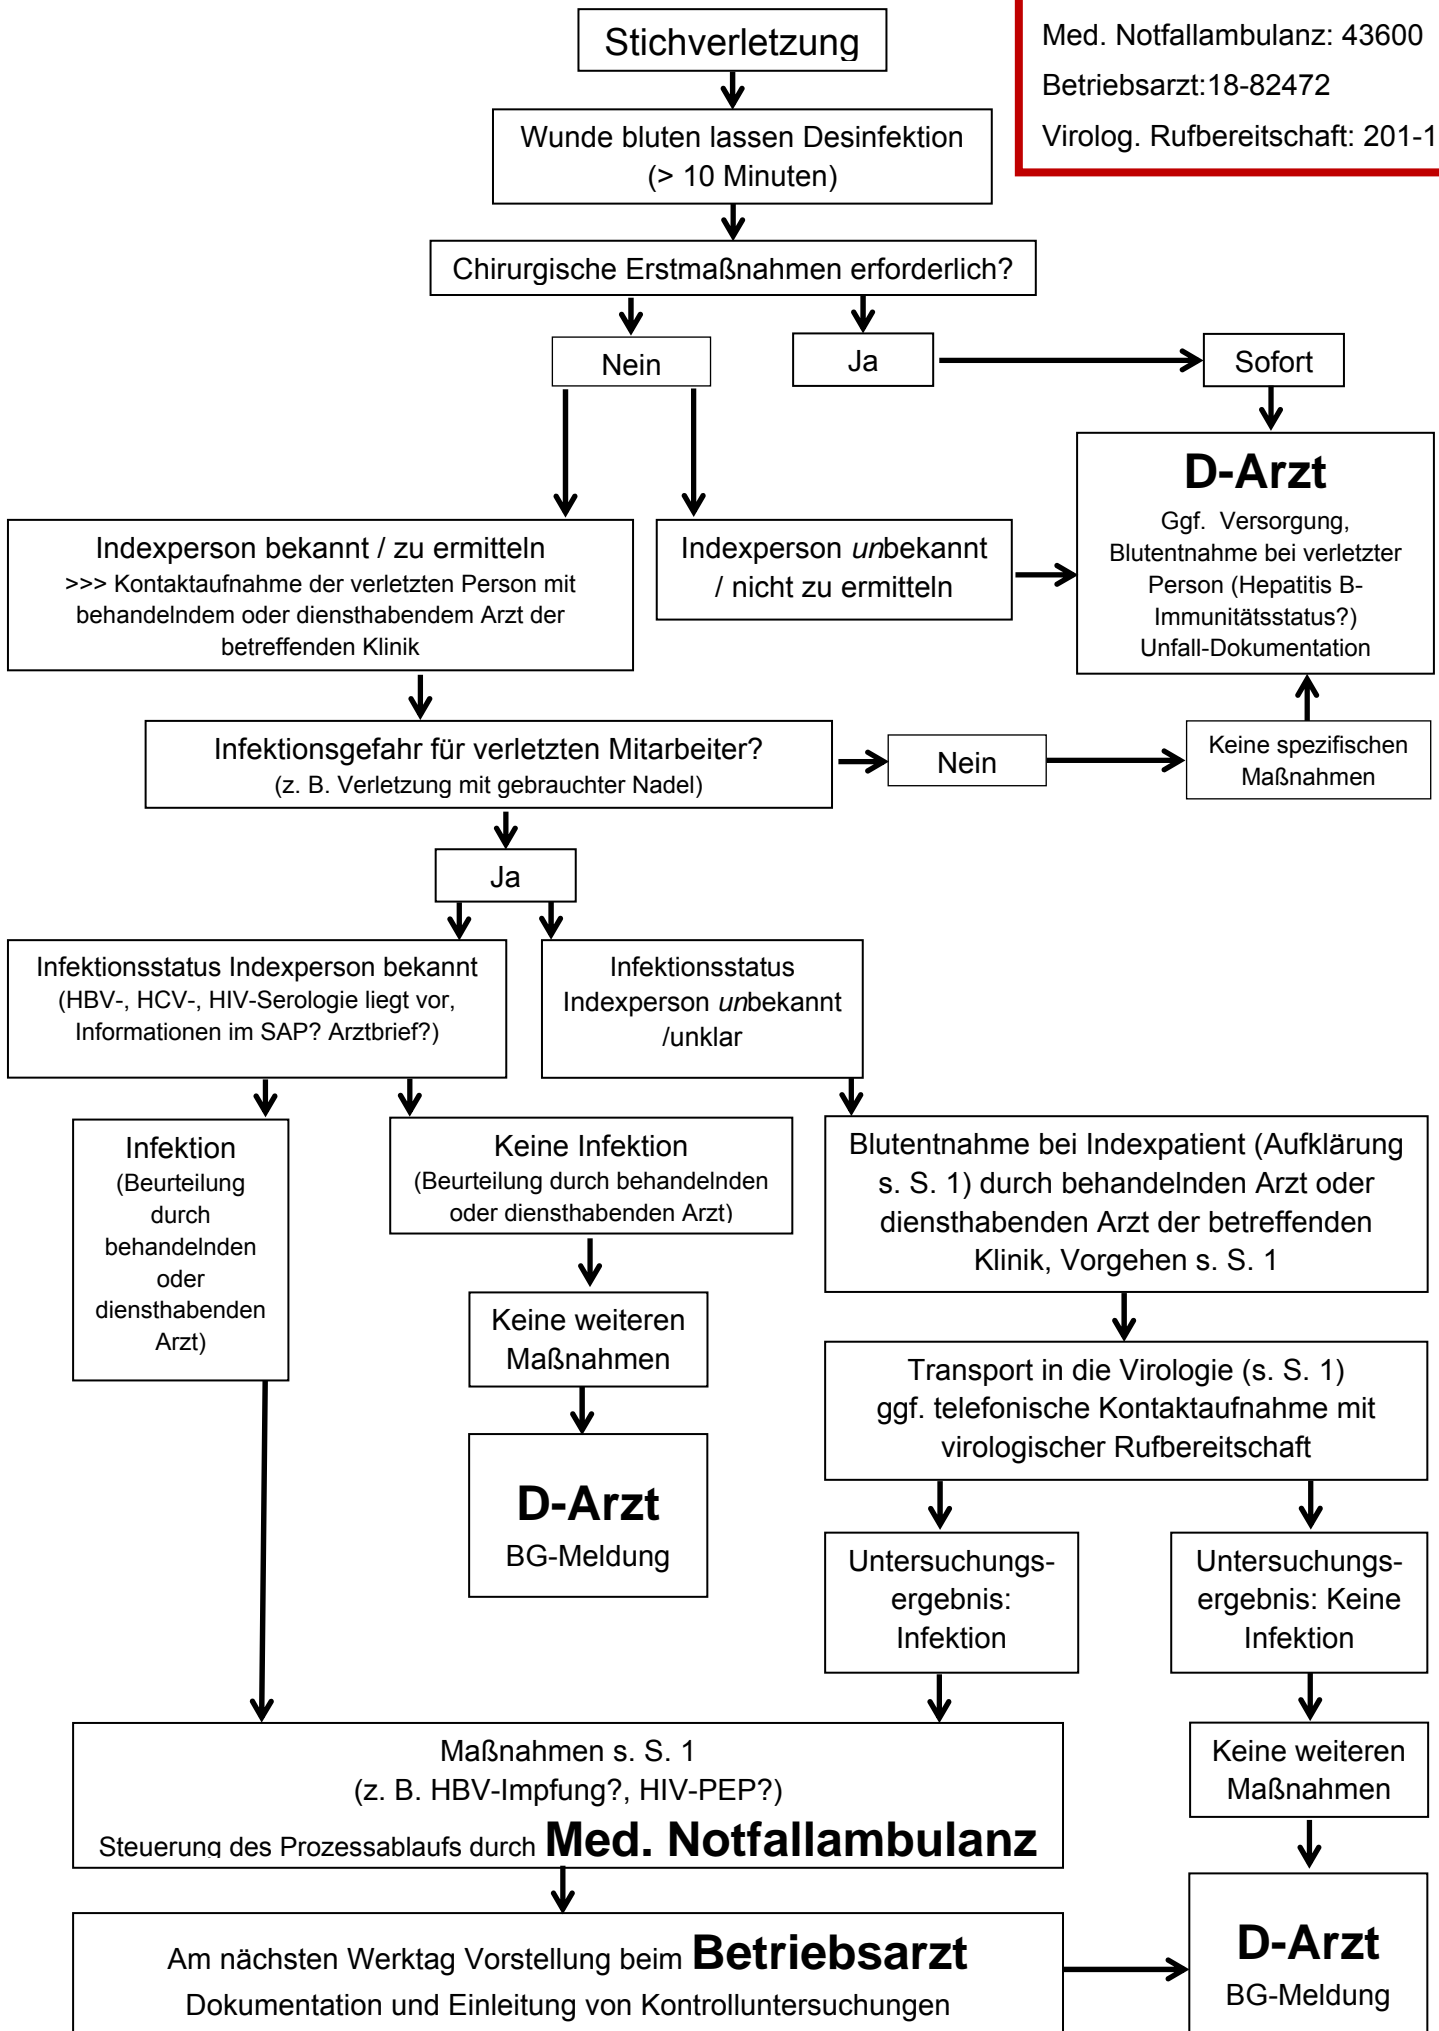 Stichverletzung
Med. Notfallambulanz: 43600
Betriebsarzt:18-82472
Virolog. Rufbereitschaft: 201-1
Wunde bluten lassen Desinfektion
(> 10 Minuten)
Chirurgische Erstmaßnahmen erforderlich?
Nein
Ja
Sofort
D-Arzt
Ggf. Versorgung,
Blutentnahme bei verletzter
Person (Hepatitis B-
Immunitätsstatus?)
Unfall-Dokumentation
Indexperson bekannt / zu ermitteln
>>> Kontaktaufnahme der verletzten Person mit
behandelndem oder diensthabendem Arzt der
betreffenden Klinik
Indexperson unbekannt
/ nicht zu ermitteln
Infektionsgefahr für verletzten Mitarbeiter?
(z. B. Verletzung mit gebrauchter Nadel)
Nein
Keine spezifischen
Maßnahmen
Ja
Infektionsstatus Indexperson bekannt
(HBV-, HCV-, HIV-Serologie liegt vor,
Informationen im SAP? Arztbrief?)
Infektionsstatus
Indexperson unbekannt
/unklar
Infektion
(Beurteilung
durch
behandelnden
oder
diensthabenden
Arzt)
Keine Infektion
(Beurteilung durch behandelnden
oder diensthabenden Arzt)
Blutentnahme bei Indexpatient (Aufklärung
s. S. 1) durch behandelnden Arzt oder
diensthabenden Arzt der betreffenden
Klinik, Vorgehen s. S. 1
Keine weiteren
Maßnahmen
Transport in die Virologie (s. S. 1)
ggf. telefonische Kontaktaufnahme mit
virologischer Rufbereitschaft
D-Arzt
BG-Meldung
Untersuchungs-
ergebnis:
Infektion
Untersuchungs-
ergebnis: Keine
Infektion
Maßnahmen s. S. 1
(z. B. HBV-Impfung?, HIV-PEP?)
Steuerung des Prozessablaufs durch Med. Notfallambulanz
Keine weiteren
Maßnahmen
Am nächsten Werktag Vorstellung beim Betriebsarzt
Dokumentation und Einleitung von Kontrolluntersuchungen
D-Arzt
BG-Meldung